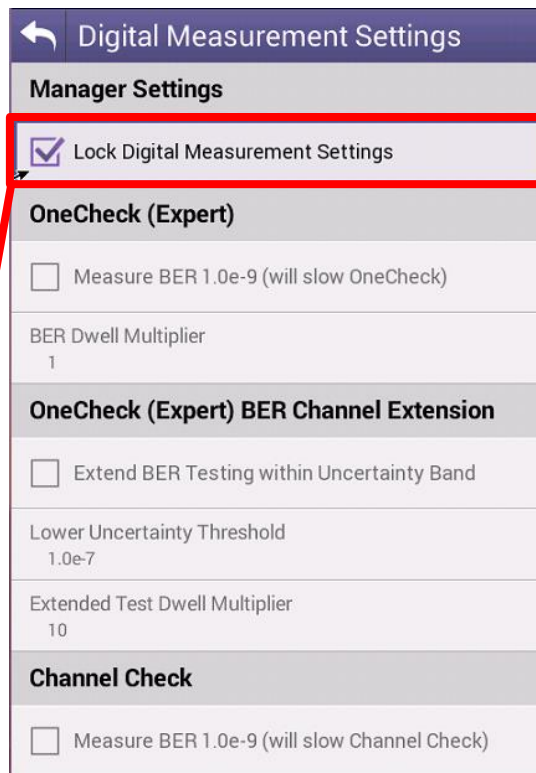 Digital Measurement Settings
Manager Settings
Lock Digital Measurement Settings
OneCheck (Expert)
Measure BER 1.0e-9 (will slow OneCheck)
BER Dwell Multiplier
1
OneCheck (Expert) BER Channel Extension
Extend BER Testing within Uncertainty Band
Lower Uncertainty Threshold
1.0e-7
Extended Test Dwell Multiplier
10
Channel Check
Measure BER 1.0e-9 (will slow Channel Check)